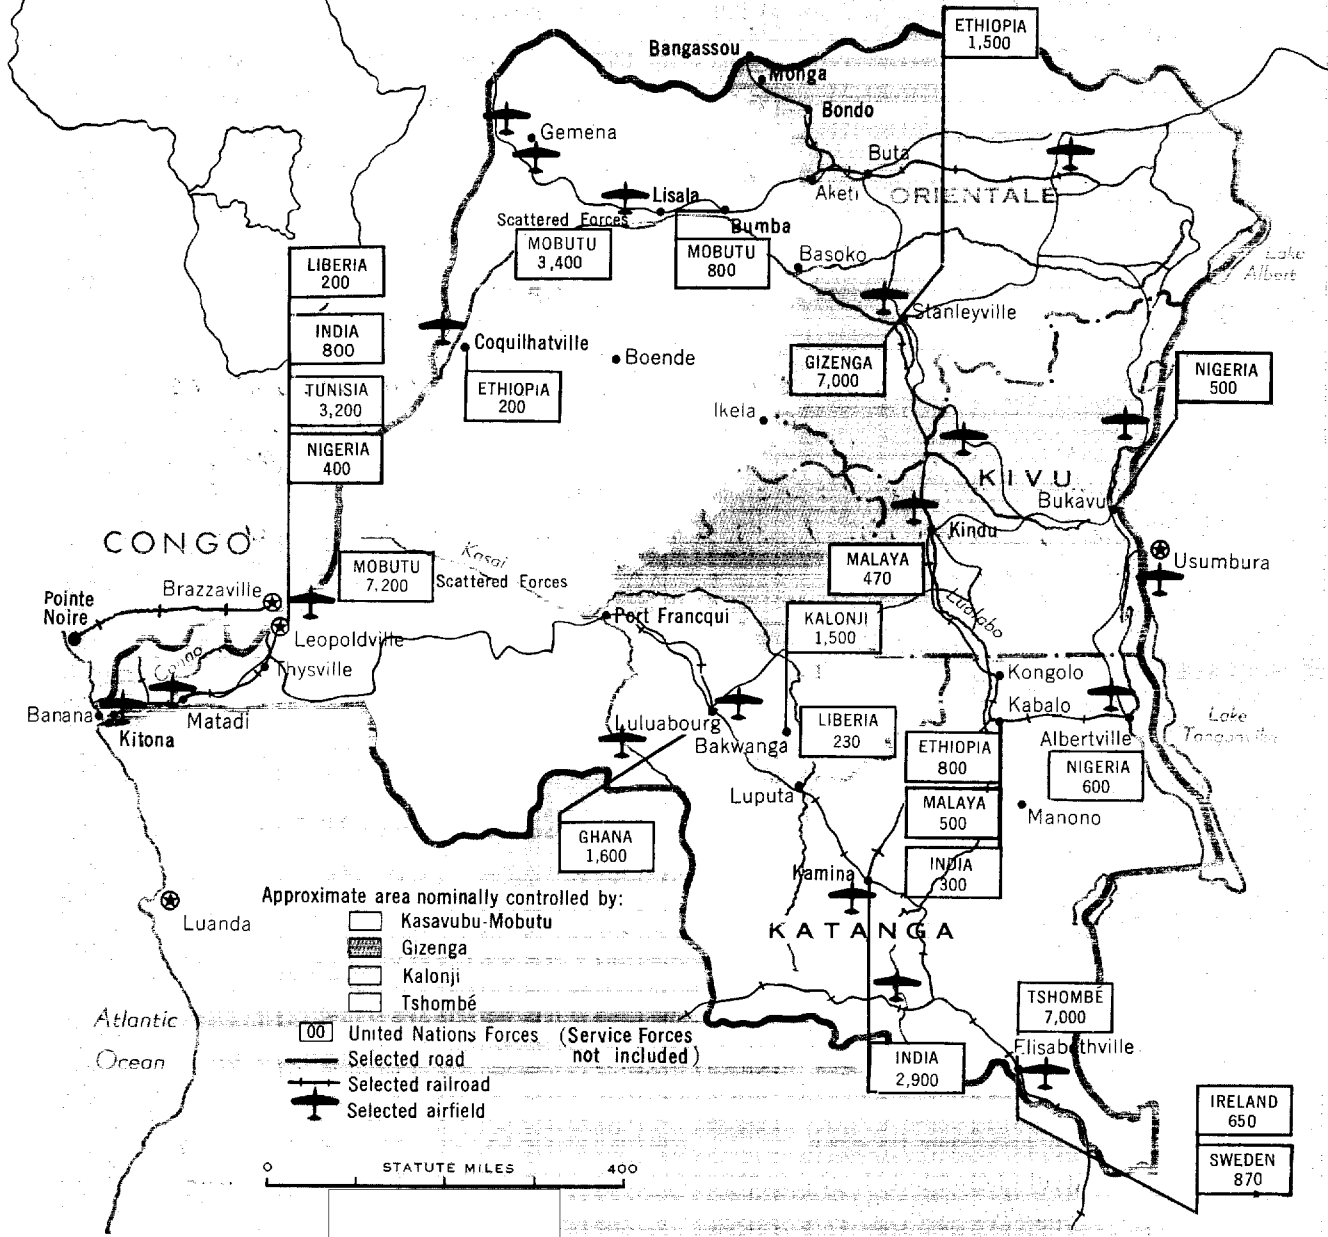 ETHIOPIA
1,500
Bangassou
Monga
Bondo
Gemena
Buta
Aketi
ORIENTALE
Lisala
Scattered Forces
Bumba
MOBUTU
3,400
MOBUTU
800
Basoko
Lake
Albert
LIBERIA
200
INDIA
800
TUNISIA
3,200
NIGERIA
400
Stanleyville
Coquilhatville
Boende
GIZENGA
7,000
NIGERIA
500
ETHIOPIA
200
Ikela
KIVU
Bukavu
CONGO
Kasai
Kindu
MOBUTU
7,200
Scattered Forces
MALAYA
470
Usumbura
Brazzaville
Pointe
Noire
Leopoldville
Port Francqui
KALONJI
1,500
Lualabo
Congo
Thysville
Kongolo
Banana
Matadi
Kitona
Luluabourg
Bakwanga
LIBERIA
230
Kabalo
Albertville
Lake
Tanganyika
ETHIOPIA
800
NIGERIA
600
Luputa
MALAYA
500
Manono
GHANA
1,600
INDIA
300
Kamina
KATANGA
Luanda
Approximate area nominally controlled by:
Kasavubu-Mobutu
Gizenga
Kalonji
Tshombé
00 United Nations Forces (Service Forces
not included)
Selected road
Selected railroad
Selected airfield
Atlantic
Ocean
TSHOMBÉ
7,000
Elisabethville
INDIA
2,900
IRELAND
650
SWEDEN
870
0 STATUTE MILES 400